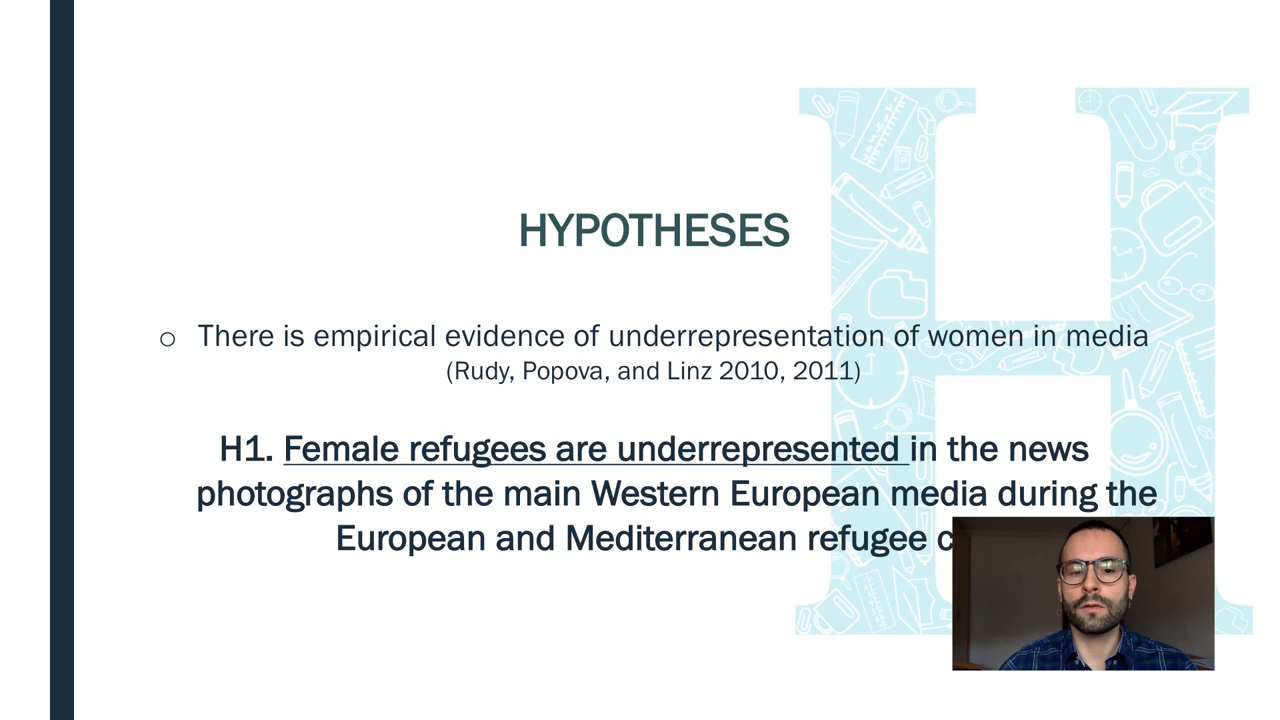 HYPOTHESES
There is empirical evidence of underrepresentation of women in media
(Rudy, Popova, and Linz 2010, 2011)
H1. Female refugees are underrepresented in the news
photographs of the main Western European media during the
European and Mediterranean refugee